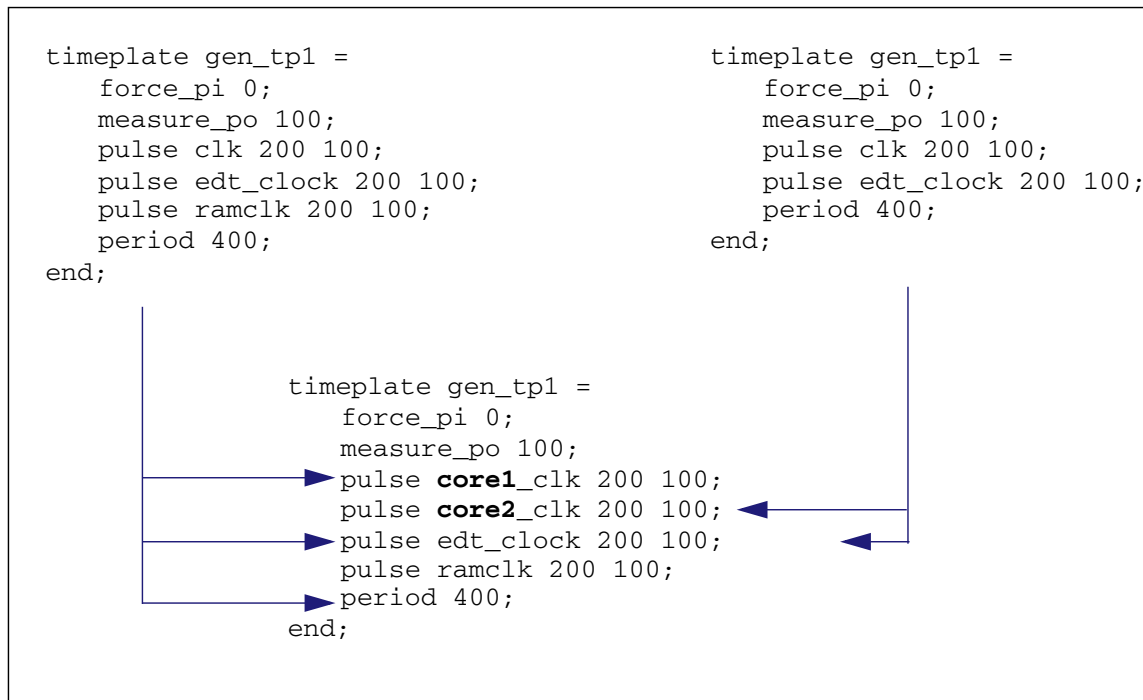 timeplate gen_tp1 =
force_pi 0;
measure_po 100;
pulse clk 200 100;
pulse edt_clock 200 100;
pulse ramclk 200 100;
period 400;
end;
timeplate gen_tp1 =
force_pi 0;
measure_po 100;
pulse clk 200 100;
pulse edt_clock 200 100;
period 400;
end;
timeplate gen_tp1 =
force_pi 0;
measure_po 100;
pulse core1_clk 200 100;
pulse core2_clk 200 100;
pulse edt_clock 200 100;
pulse ramclk 200 100;
period 400;
end;